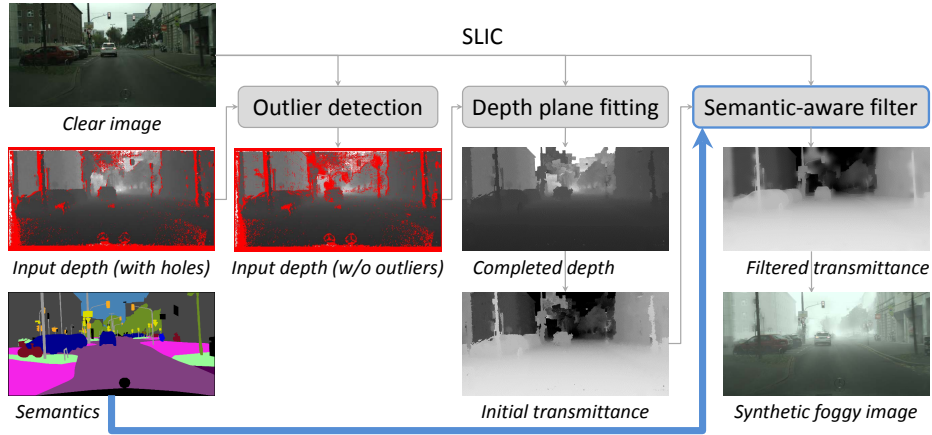 SLIC
Outlier detection
Depth plane fitting
Semantic-aware filter
Clear image
Input depth (with holes)
Input depth (w/o outliers)
Completed depth
Filtered transmittance
Semantics
Initial transmittance
Synthetic foggy image